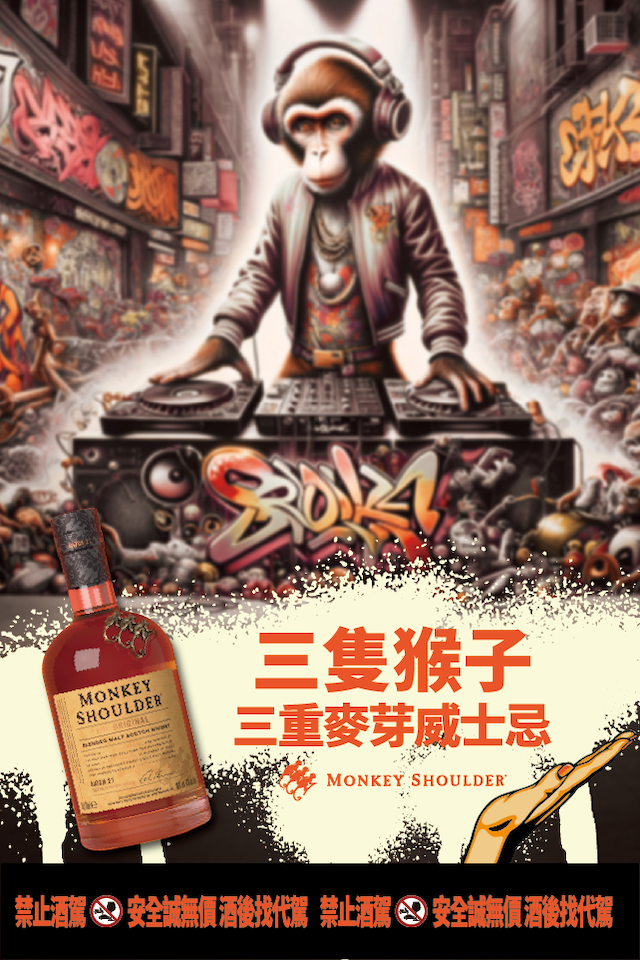 三隻猴子
三重麥芽威士忌
MONKEY SHOULDER
MONKEY
SHOULDER
ORIGINAL
BLENDED MALT SCOTCH WHISKY
BATCH 27
禁止酒駕 安全誠無價 酒後找代駕 禁止酒駕 安全誠無價 酒後找代駕